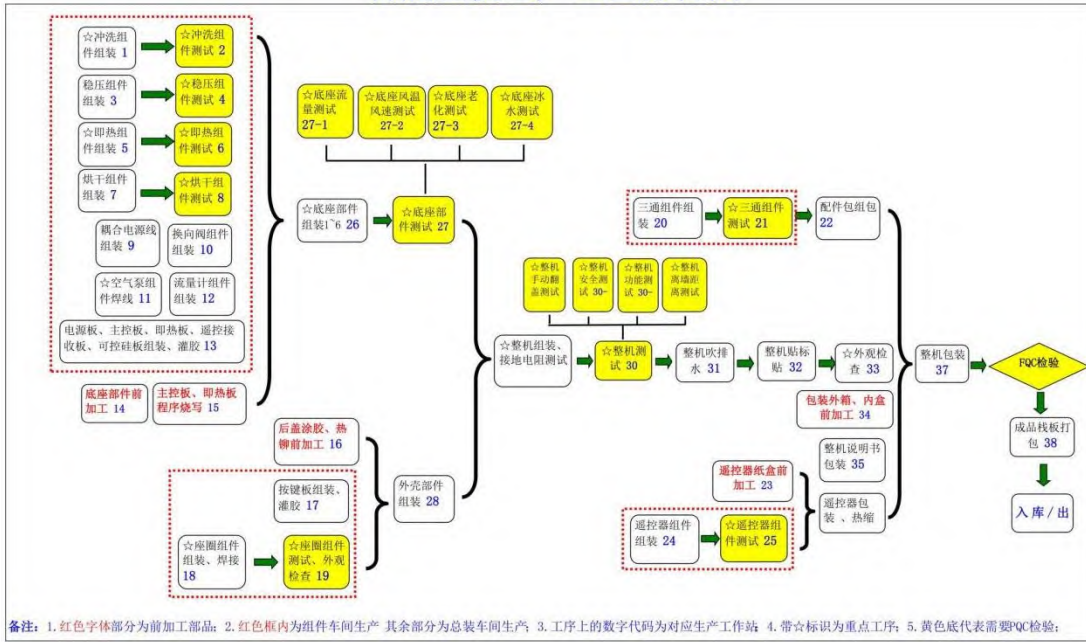 ☆冲洗组
件组装 1
☆冲洗组
件测试 2
稳压组件
组装 3
☆稳压组
件测试 4
☆即热组
件组装 5
☆即热组
件测试 6
烘干组件
组装 7
☆烘干组
件测试 8
耦合电源线
组装 9
换向阀组件
组装 10
☆空气泵组
件焊线 11
流量计组件
组装 12
电源板、主控板、即热板、遥控接
收板、可控硅板组装、灌胶 13
底座部件前
加工 14
主控板、即热板
程序烧写 15
☆底座流
量测试
27-1
☆底座风温
风速测试
27-2
☆底座老
化测试
27-3
☆底座冰
水测试
27-4
☆底座部件
组装1~6 26
☆底座部
件测试
27
后盖涂胶、热
铆前加工 16
按键板组装、
灌胶 17
☆座圈组件
组装、焊接
18
☆座圈组件
测试、外观
检查 19
外壳部件
组装 28
三通组件组
装 20
☆三通组件
测试 21
配件包组包
22
☆整机
手动翻
盖测试
☆整机
安全测
试 30-
☆整机
功能测
试 30-
☆整机
离墙距
离测试
☆整机组装、
接地电阻测试
☆整机测
试 30
整机吹排
水 31
整机贴标
贴 32
☆外观检
查 33
包装外箱、内盒
前加工 34
整机说明书
包装 35
遥控器纸盒前
加工 23
遥控器组件
组装 24
☆遥控器组
件测试 25
遥控器包
装 、热缩
整机包装
37
FQC检验
成品栈板打
包 38
入库/出
备注: 1.红色字体部分为前加工部品; 2.红色框内为组件车间生产 其余部分为总装车间生产; 3.工序上的数字代码为对应生产工作站; 4.带☆标识为重点工序; 5.黄色底代表需要PQC检验;